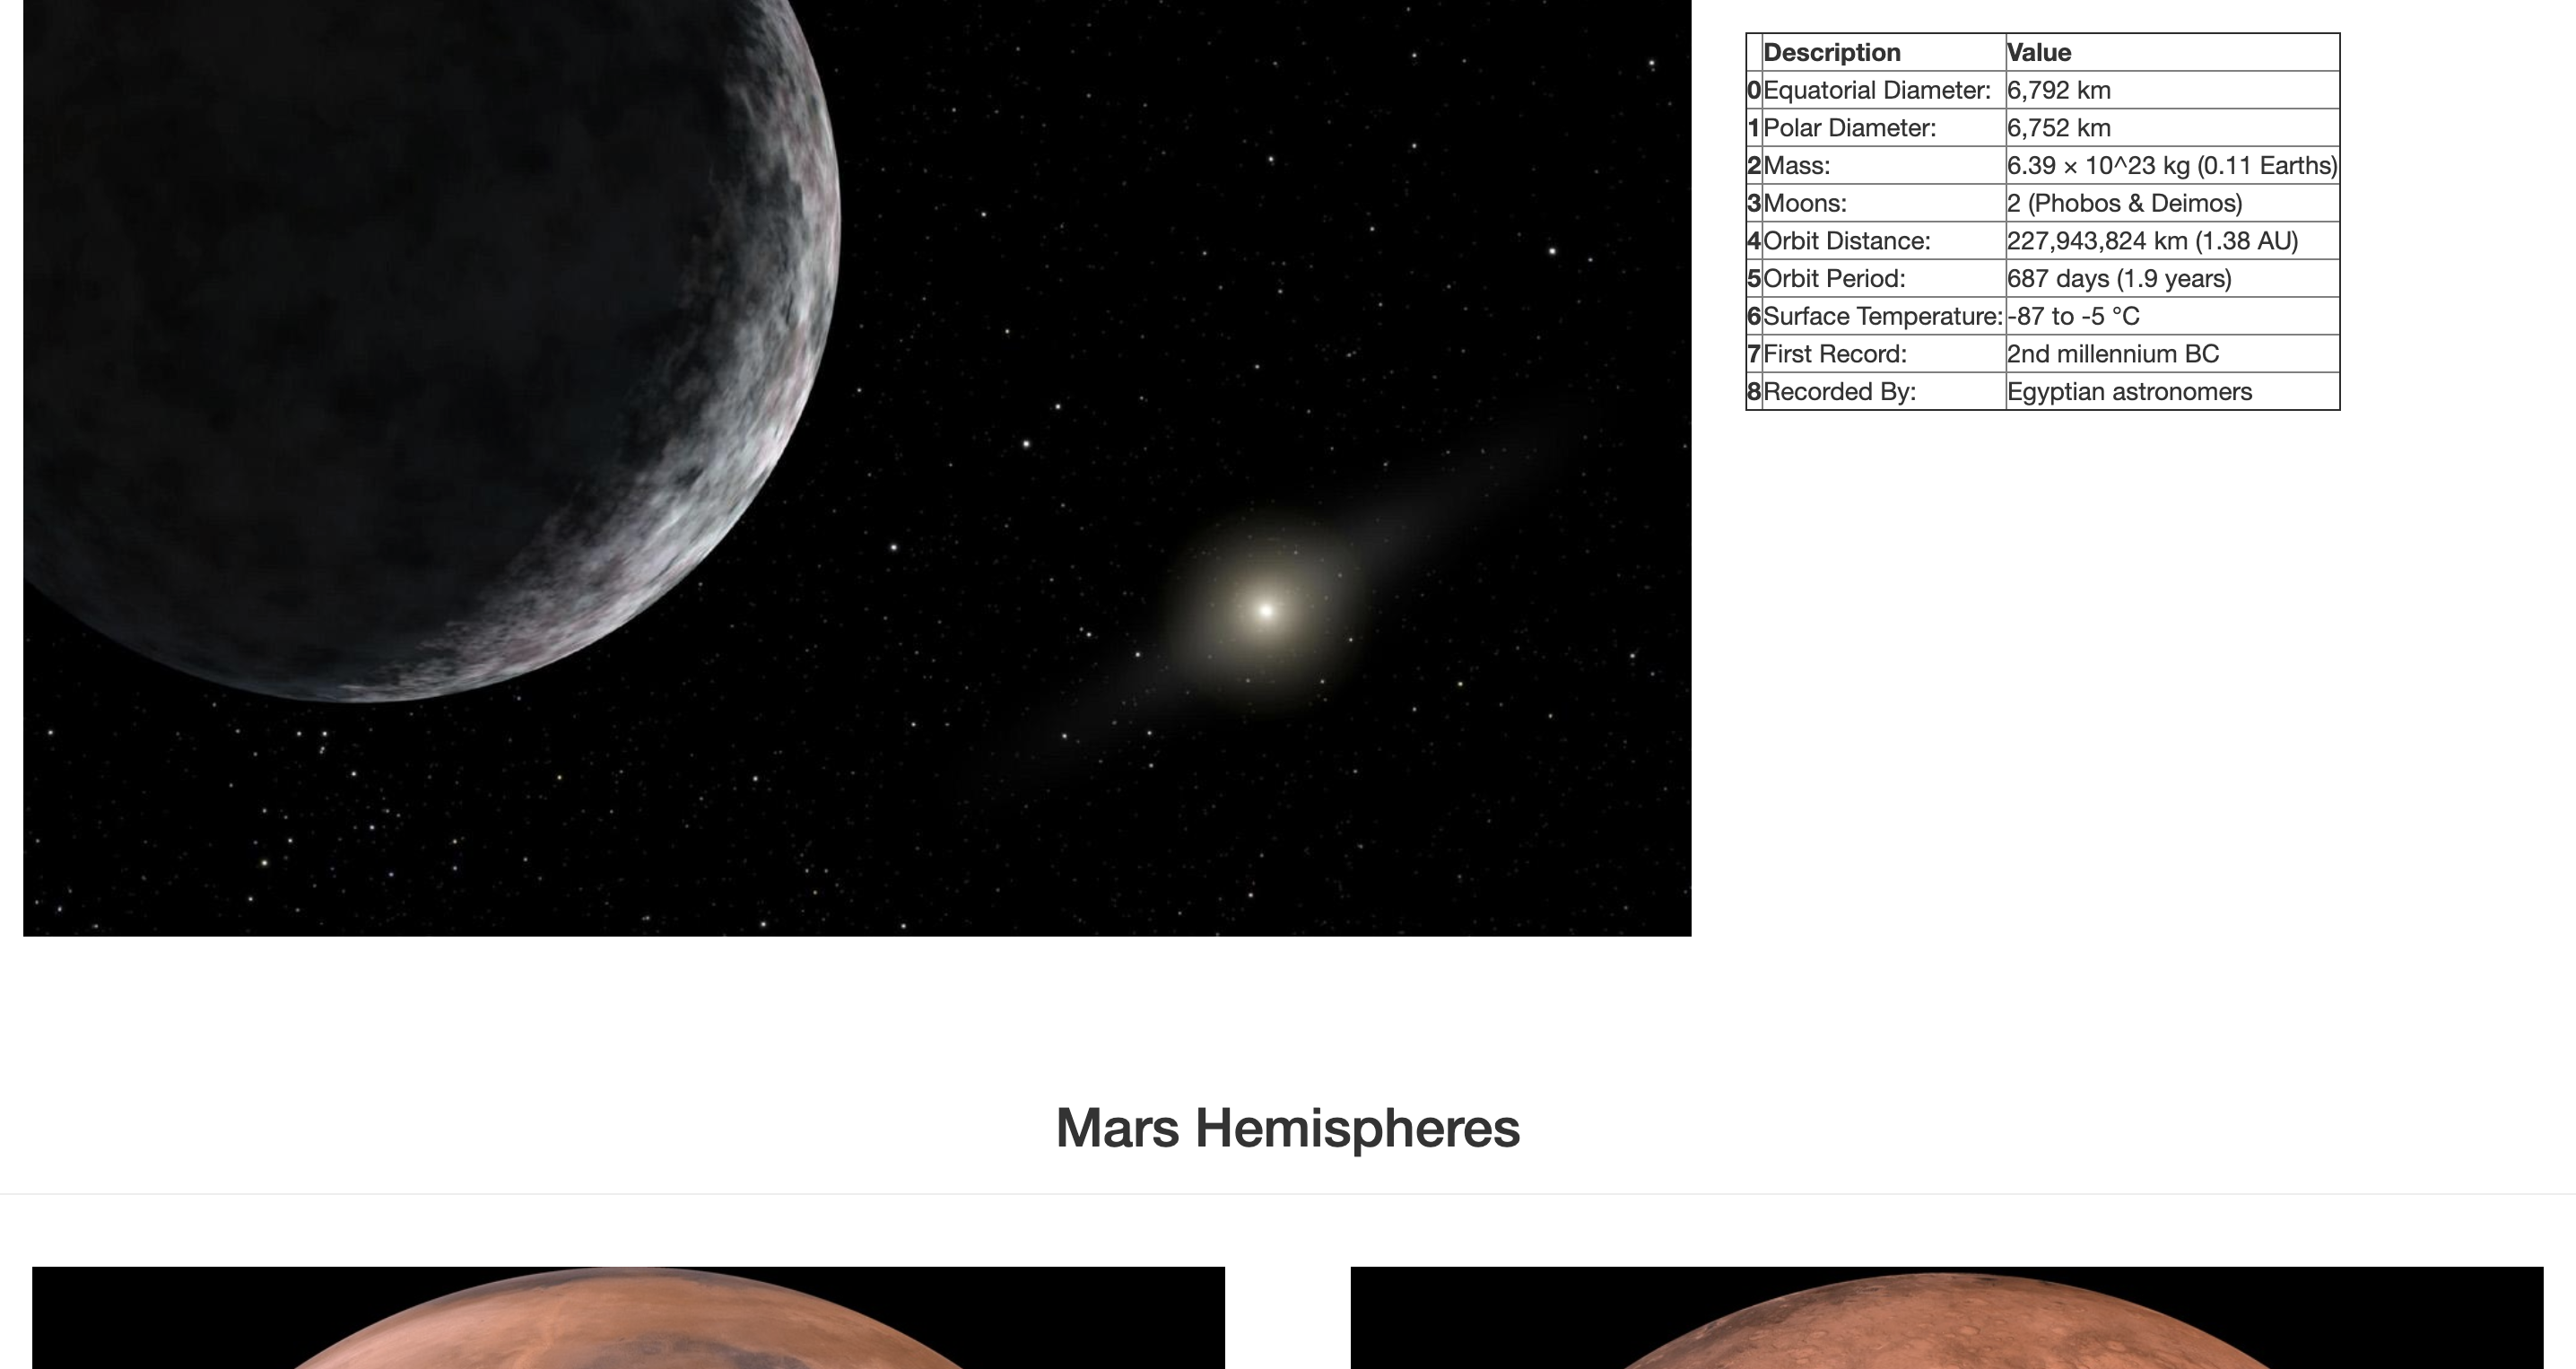 Description Value
0 Equatorial Diameter: 6,792 km
1 Polar Diameter: 6,752 km
2 Mass: 6.39 × 10^23 kg (0.11 Earths)
3 Moons: 2 (Phobos & Deimos)
4 Orbit Distance: 227,943,824 km (1.38 AU)
5 Orbit Period: 687 days (1.9 years)
6 Surface Temperature: -87 to -5 °C
7 First Record: 2nd millennium BC
8 Recorded By: Egyptian astronomers
Mars Hemispheres